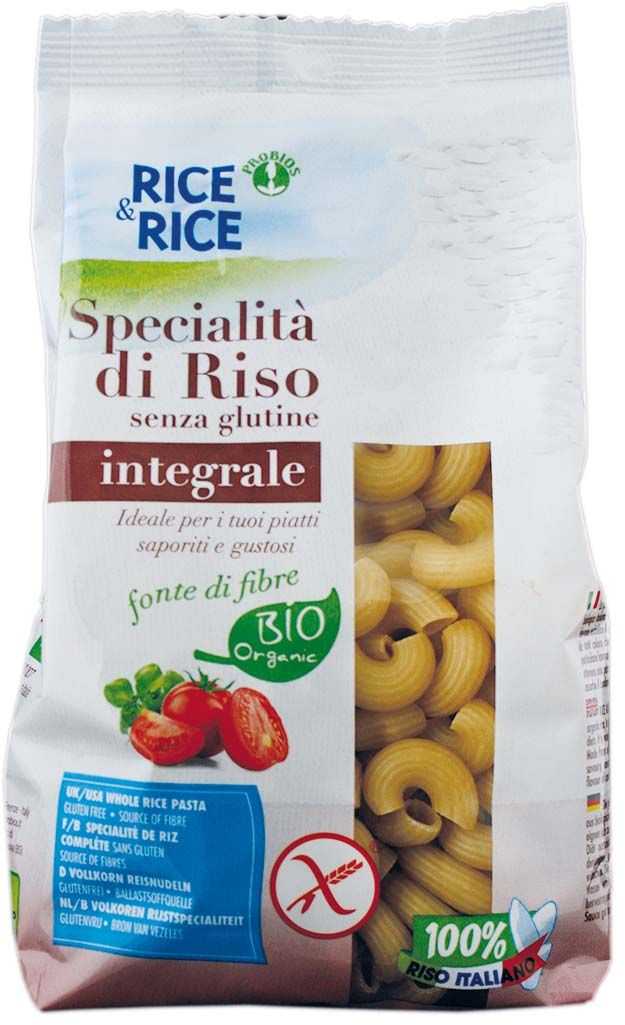 PROBIOS
RICE
& RICE
Specialità
di Riso
senza glutine
integrale
Ideale per i tuoi piatti
saporiti e gustosi
fonte di fibre
BIO
Organic
UK/USA WHOLE RICE PASTA
GLUTEN FREE • SOURCE OF FIBRE
F/B SPECIALITÉ DE RIZ
COMPLÈTE SANS GLUTEN
SOURCE DE FIBRES
D VOLLKORN REISNUDELN
GLUTENFREI • BALLASTSOFFQUELLE
NL/B VOLKOREN RIJSTSPECIALITEIT
GLUTENVRIJ • BRON VAN VEZELES
100%
RISO ITALIANO